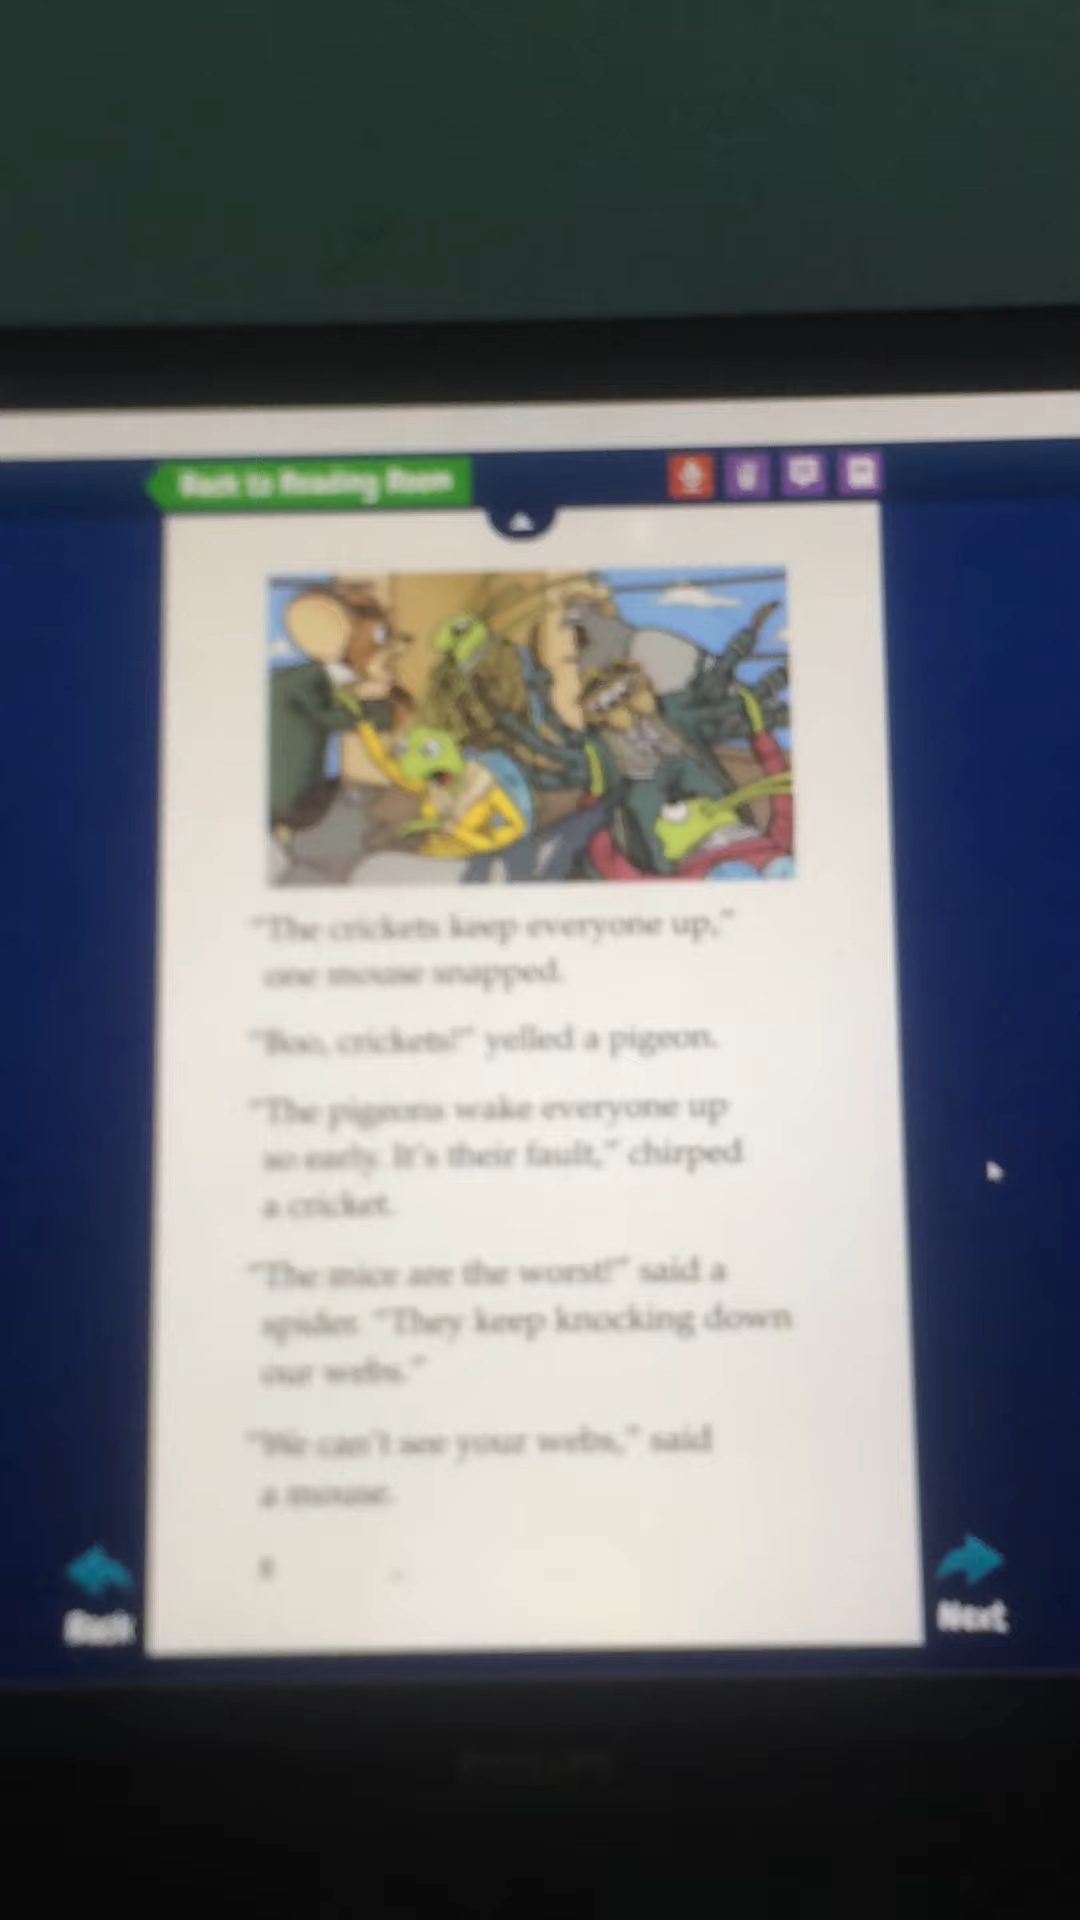 Back to Reading Room
"The crickets keep everyone up,"
one mouse snapped.
"Boo, crickets!" yelled a pigeon.
"The pigeons wake everyone up
so early. It's their fault," chirped
a cricket.
"The mice are the worst!" said a
spider. "They keep knocking down
our webs."
"We can't see your webs," said
a mouse.
8
Back
Next